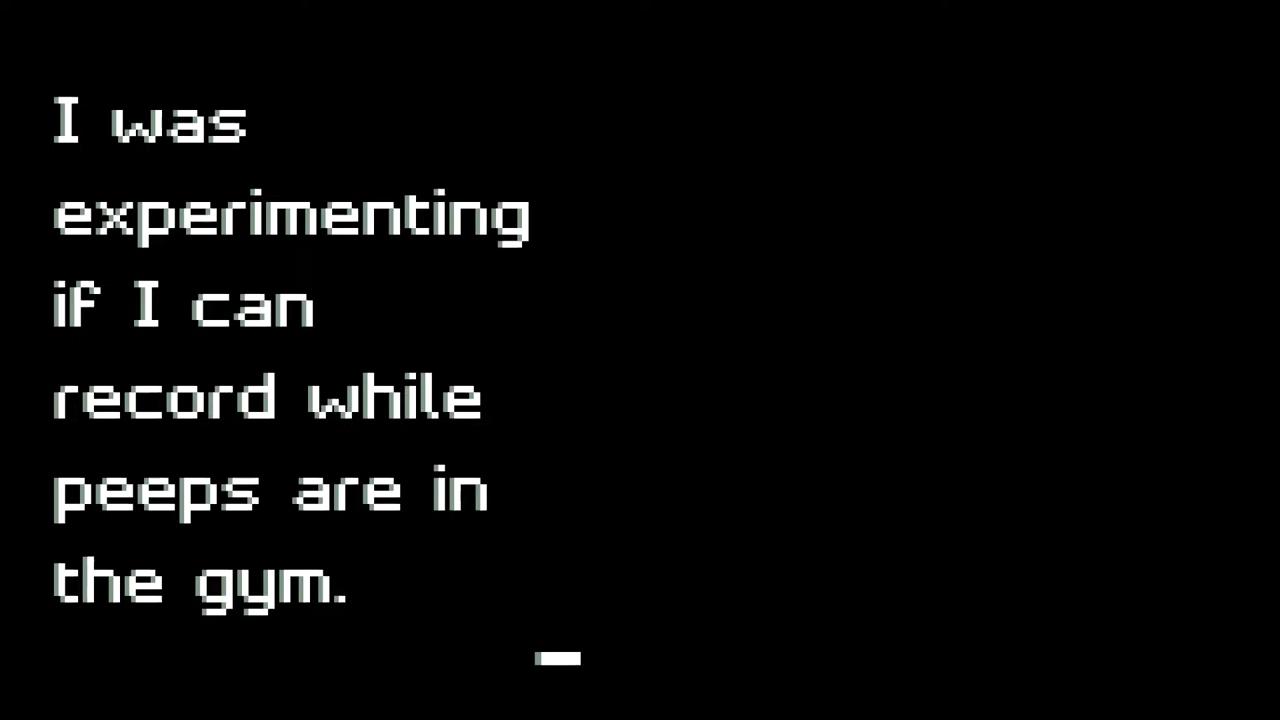 I was
experimenting
if I can
record while
peeps are in
the gym.